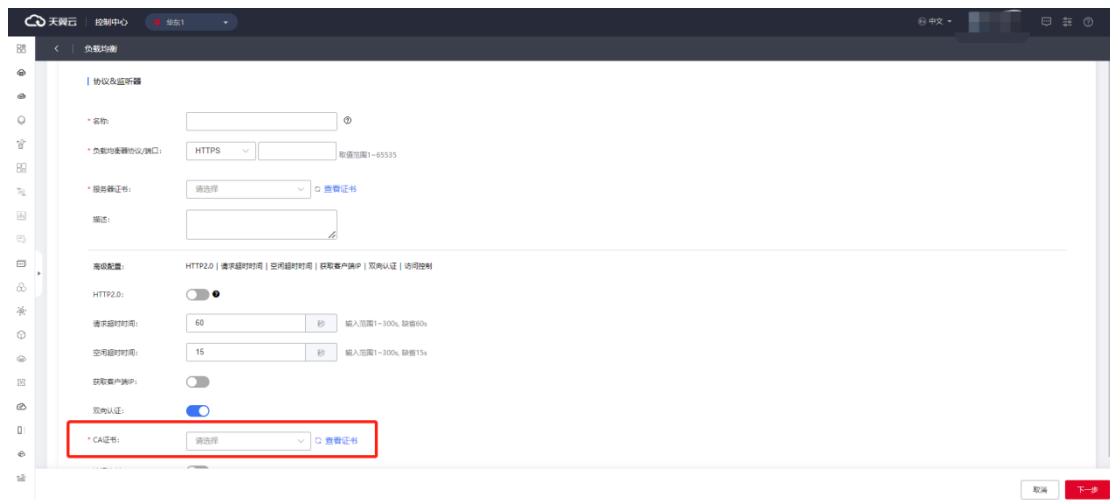 天翼云 控制中心 华东1 中文
负载均衡
协议&监听器
* 名称:
* 负载均衡器协议/端口: HTTPS 取值范围1~65535
* 服务器证书: 请选择 查看证书
描述:
高级配置: HTTP2.0 | 请求超时时间 | 空闲超时时间 | 获取客户端IP | 双向认证 | 访问控制
HTTP2.0:
请求超时时间: 60 秒 输入范围1~300s, 缺省60s
空闲超时时间: 15 秒 输入范围1~300s, 缺省15s
获取客户端IP:
双向认证:
* CA证书: 请选择 查看证书
取消 下一步